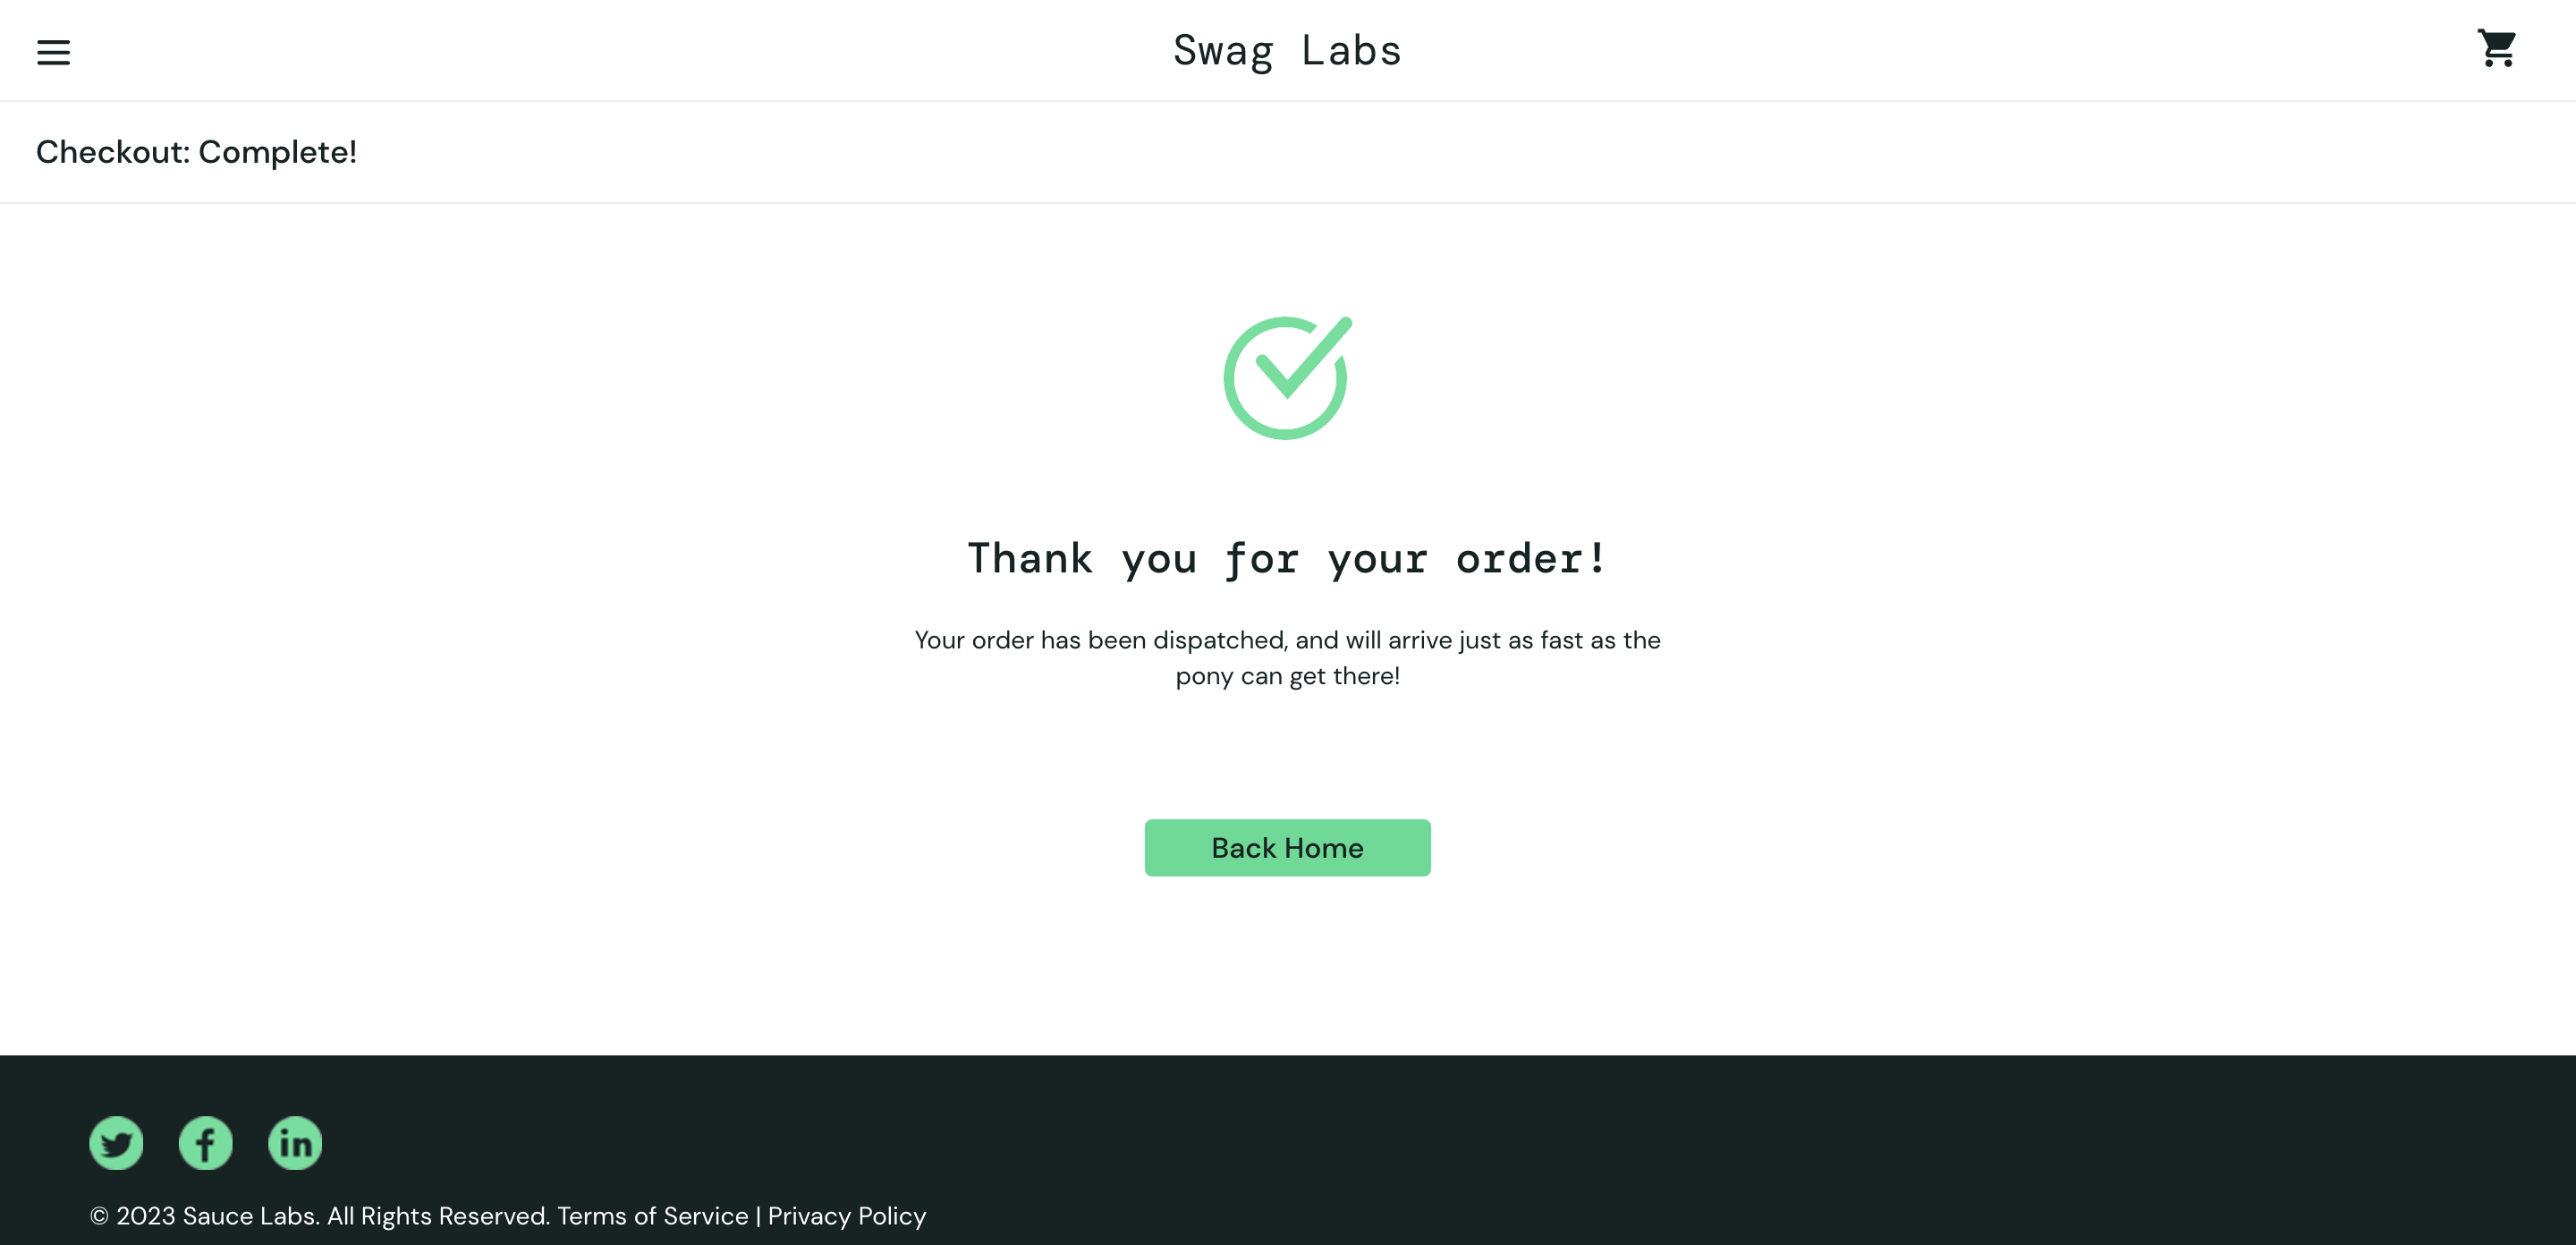 Swag Labs
Checkout: Complete!
Thank you for your order!
Your order has been dispatched, and will arrive just as fast as the
pony can get there!
Back Home
f in
© 2023 Sauce Labs. All Rights Reserved. Terms of Service | Privacy Policy